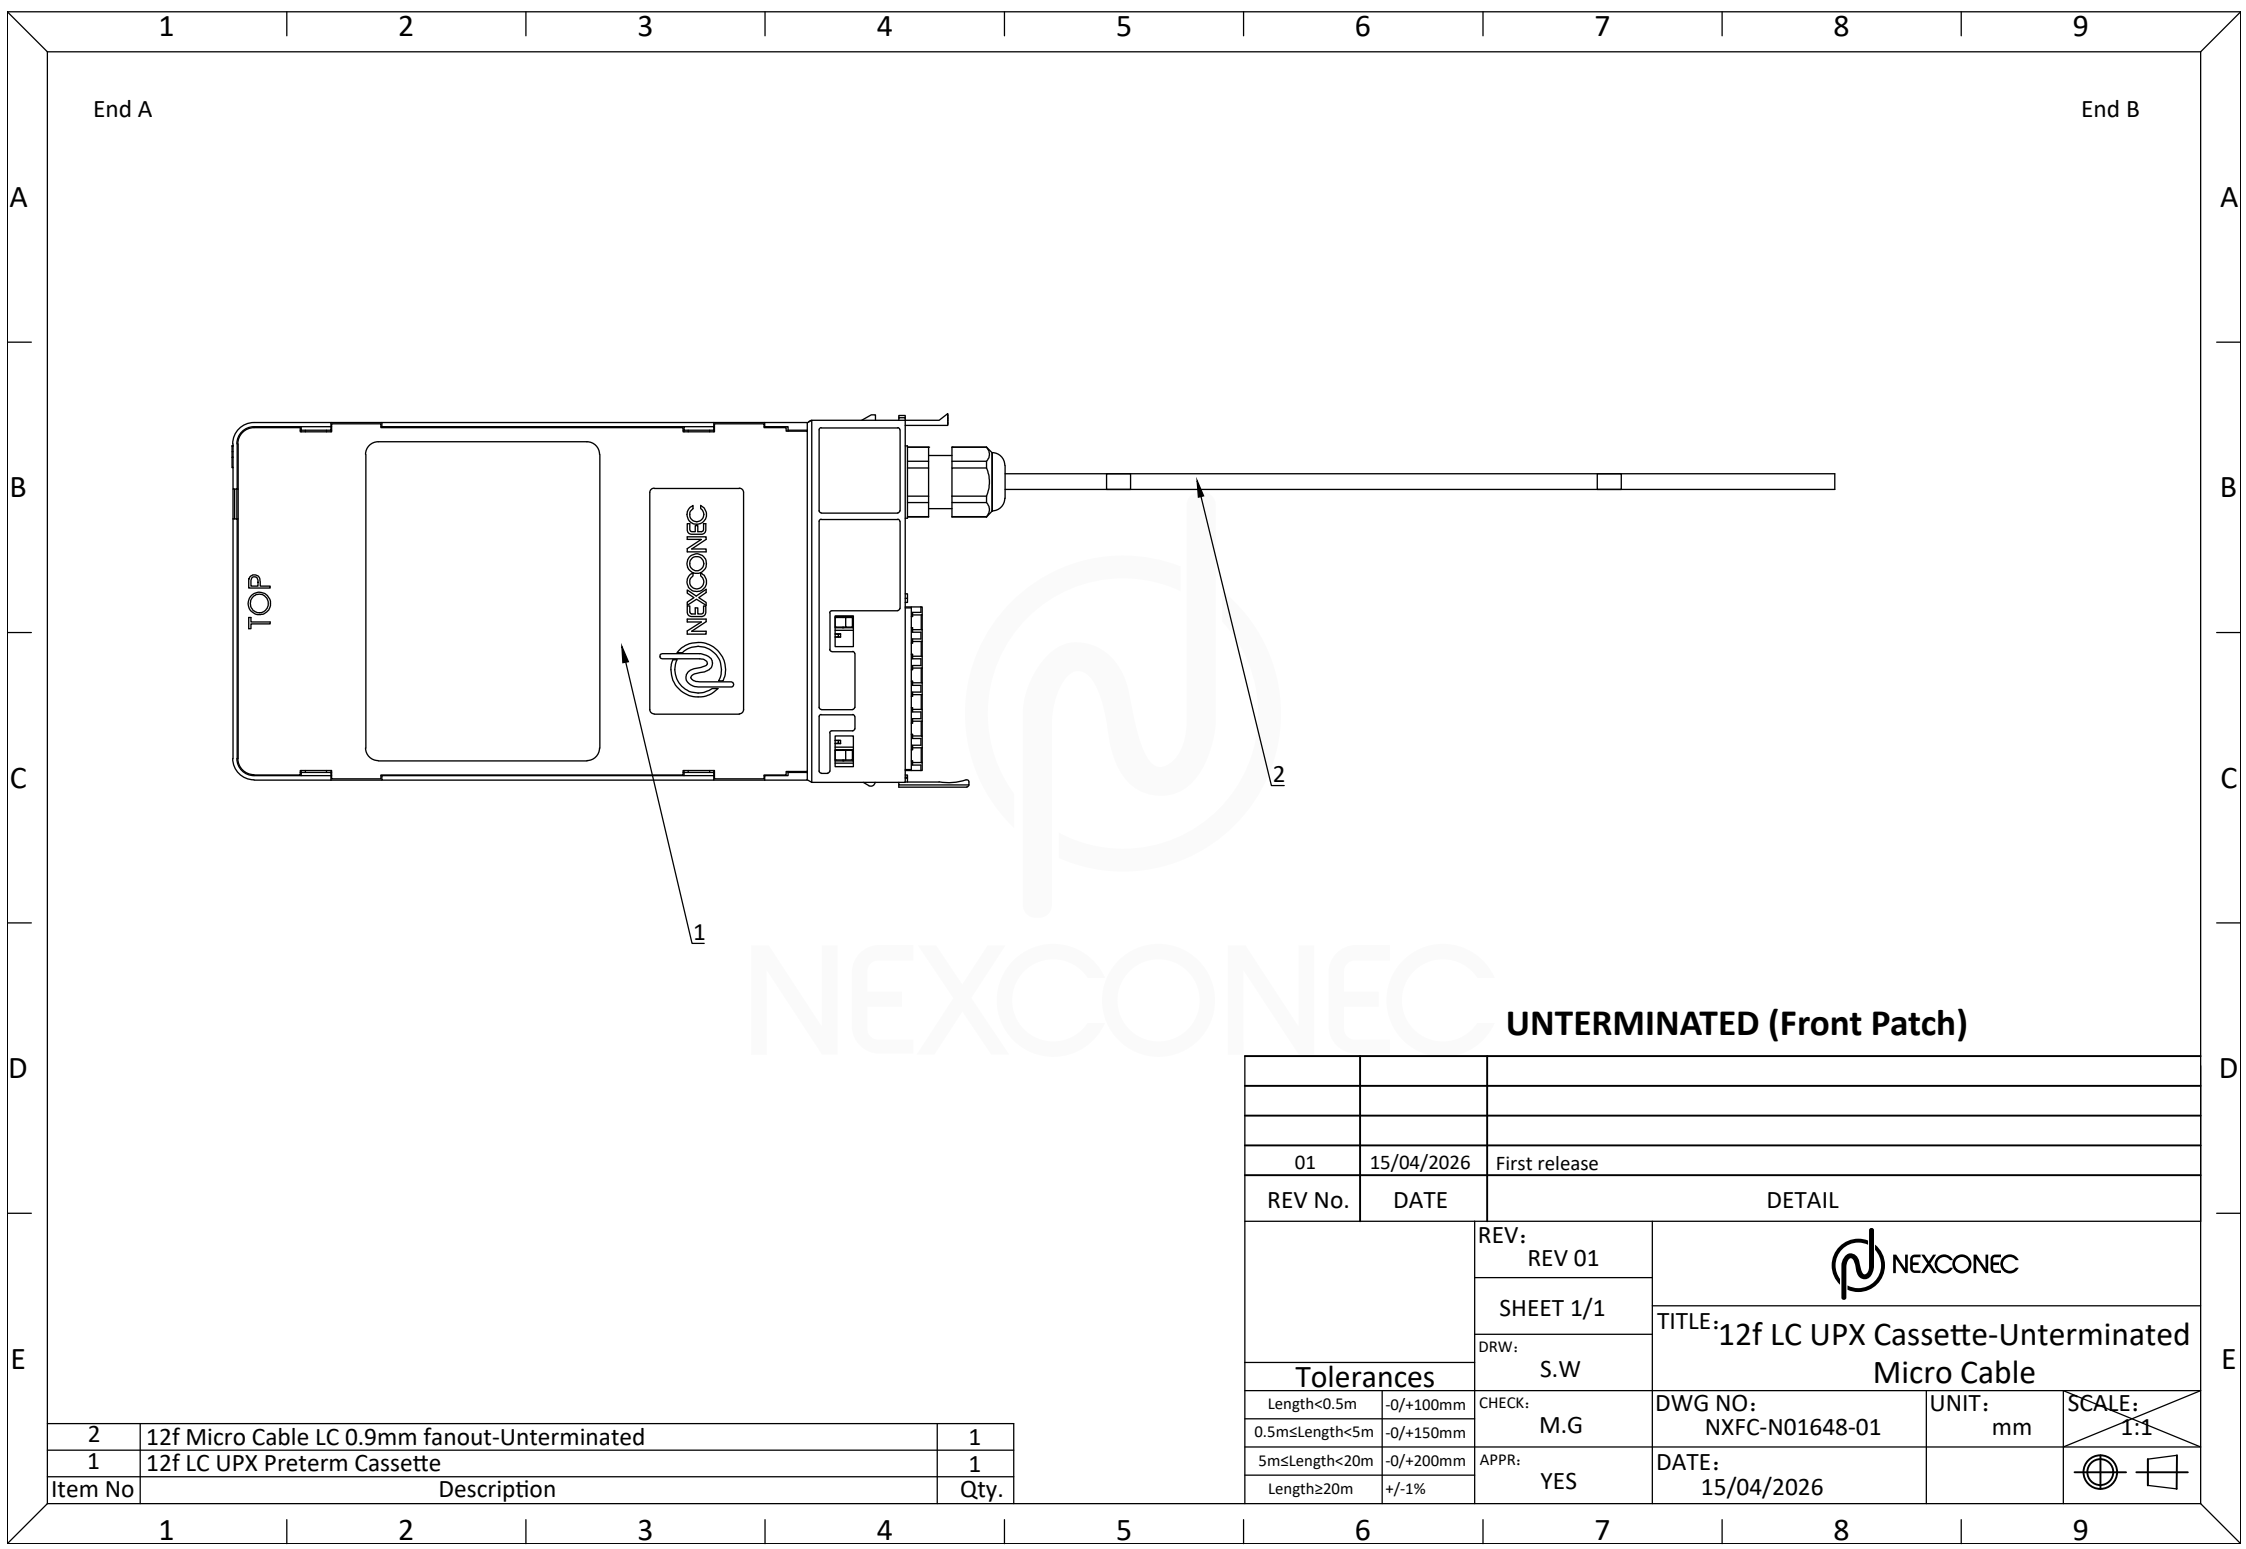 1 2 3 4 5 6 7 8 9
End A
End B
A A
B B
TOP
NEXCONEC
2
C C
1
NEXCONEC
UNTERMINATED (Front Patch)
D D
01 15/04/2026 First release
REV No. DATE DETAIL
REV:
REV 01
NEXCONEC
SHEET 1/1
TITLE:12f LC UPX Cassette-Unterminated
Micro Cable
E E
DRW:
S.W
Tolerances
Length<0.5m -0/+100mm
0.5m≤Length<5m -0/+150mm
5m≤Length<20m -0/+200mm
Length≥20m +/-1%
CHECK:
M.G
APPR:
YES
DWG NO:
NXFC-N01648-01
UNIT:
mm
SCALE:
1:1
DATE:
15/04/2026
2 12f Micro Cable LC 0.9mm fanout-Unterminated 1
1 12f LC UPX Preterm Cassette 1
Item No Description Qty.
1 2 3 4 5 6 7 8 9